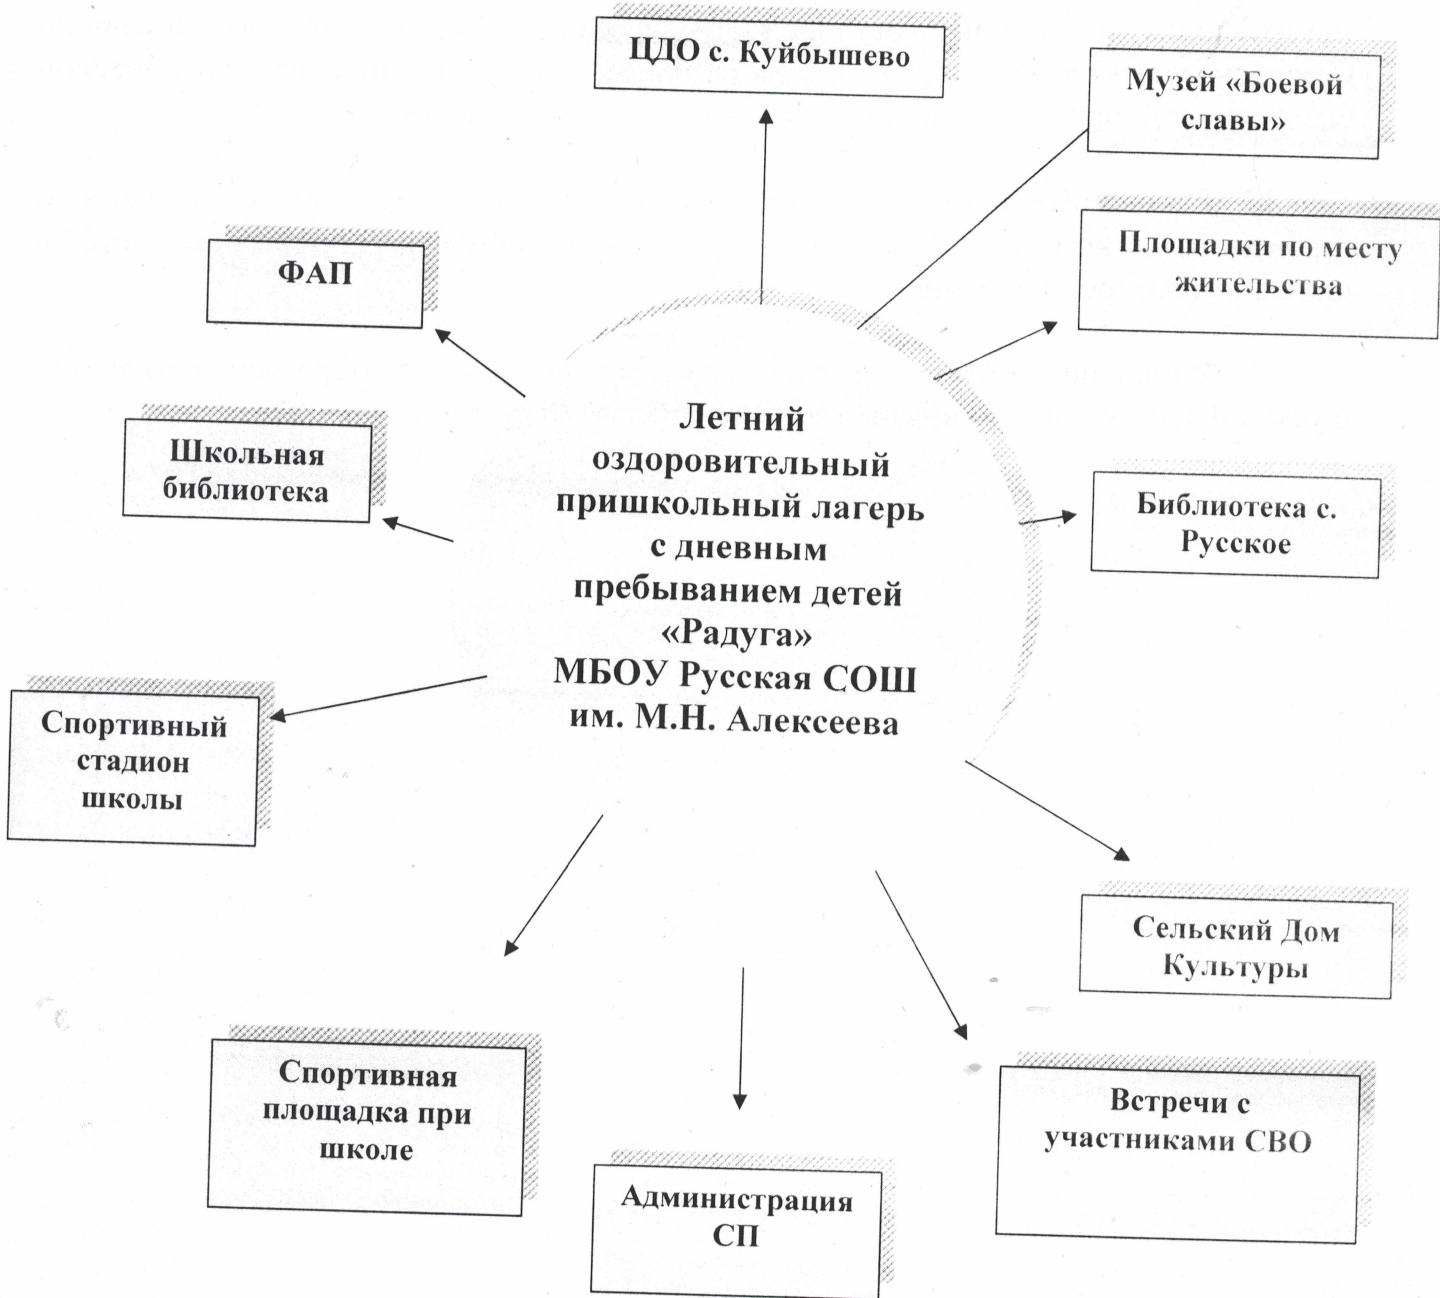 ЦДО с. Куйбышево
Музей «Боевой
славы»
Площадки по месту
жительства
ФАП
Школьная
библиотека
Летний
оздоровительный
пришкольный лагерь
с дневным
пребыванием детей
«Радуга»
МБОУ Русская СОШ
им. М.Н. Алексеева
Библиотека с.
Русское
Спортивный
стадион
школы
Сельский Дом
Культуры
Спортивная
площадка при
школе
Администрация
СП
Встречи с
участниками СВО